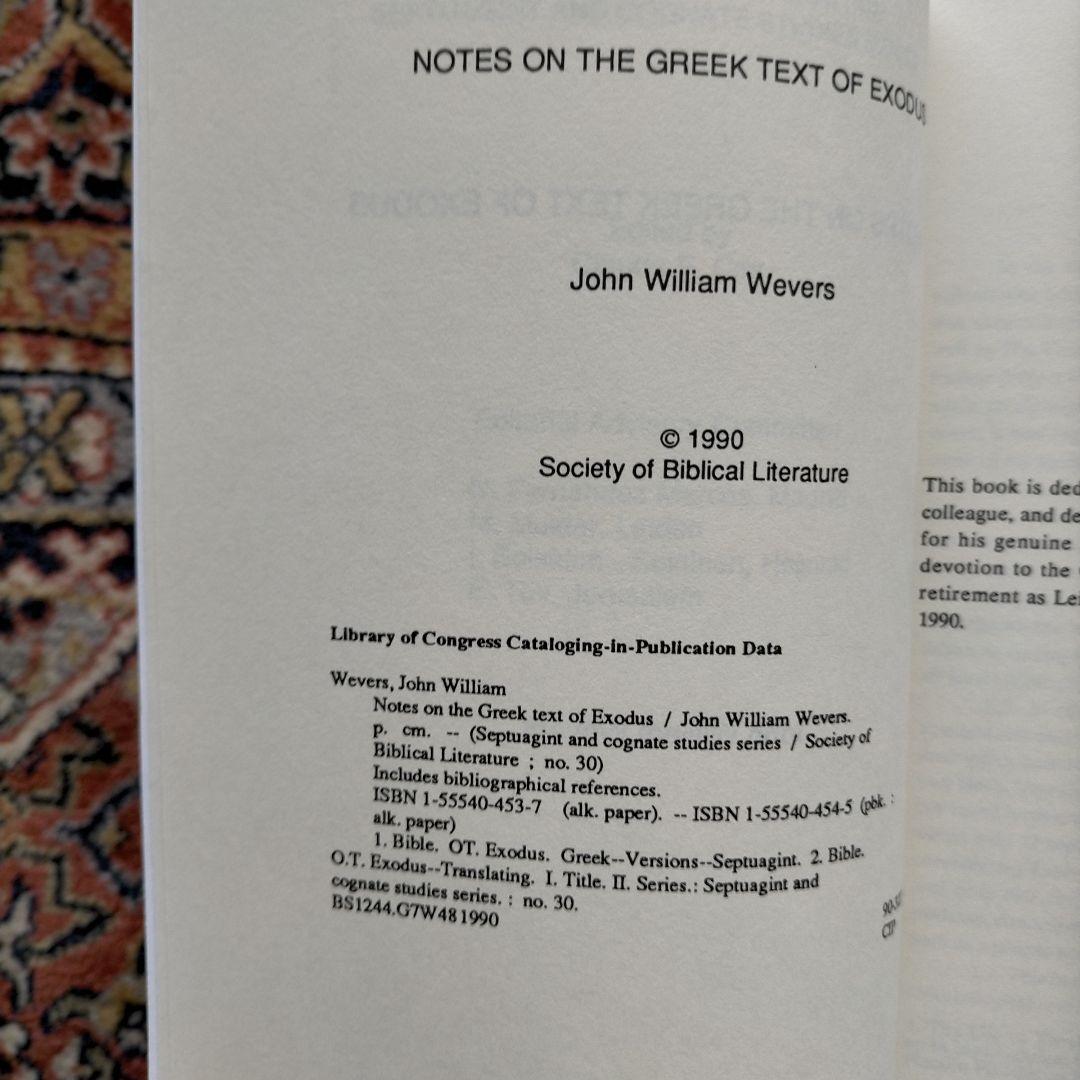 NOTES ON THE GREEK TEXT OF EXODUS
John William Wevers
© 1990
Society of Biblical Literature
Library of Congress Cataloging-in-Publication Data
Wevers, John William
Notes on the Greek text of Exodus / John William Wevers.
p. cm. -- (Septuagint and cognate studies series / Society of
Biblical Literature ; no. 30)
Includes bibliographical references.
ISBN 1-55540-453-7 (alk. paper). -- ISBN 1-55540-454-5 (pbk. :
alk. paper)
1. Bible. OT. Exodus. Greek--Versions--Septuagint. 2. Bible.
O.T. Exodus--Translating. I. Title. II. Series.: Septuagint and
cognate studies series. : no. 30.
BS1244.G7W48 1990
CIP
This book is
colleague, and
for his genuine
devotion to the
retirement as
1990.